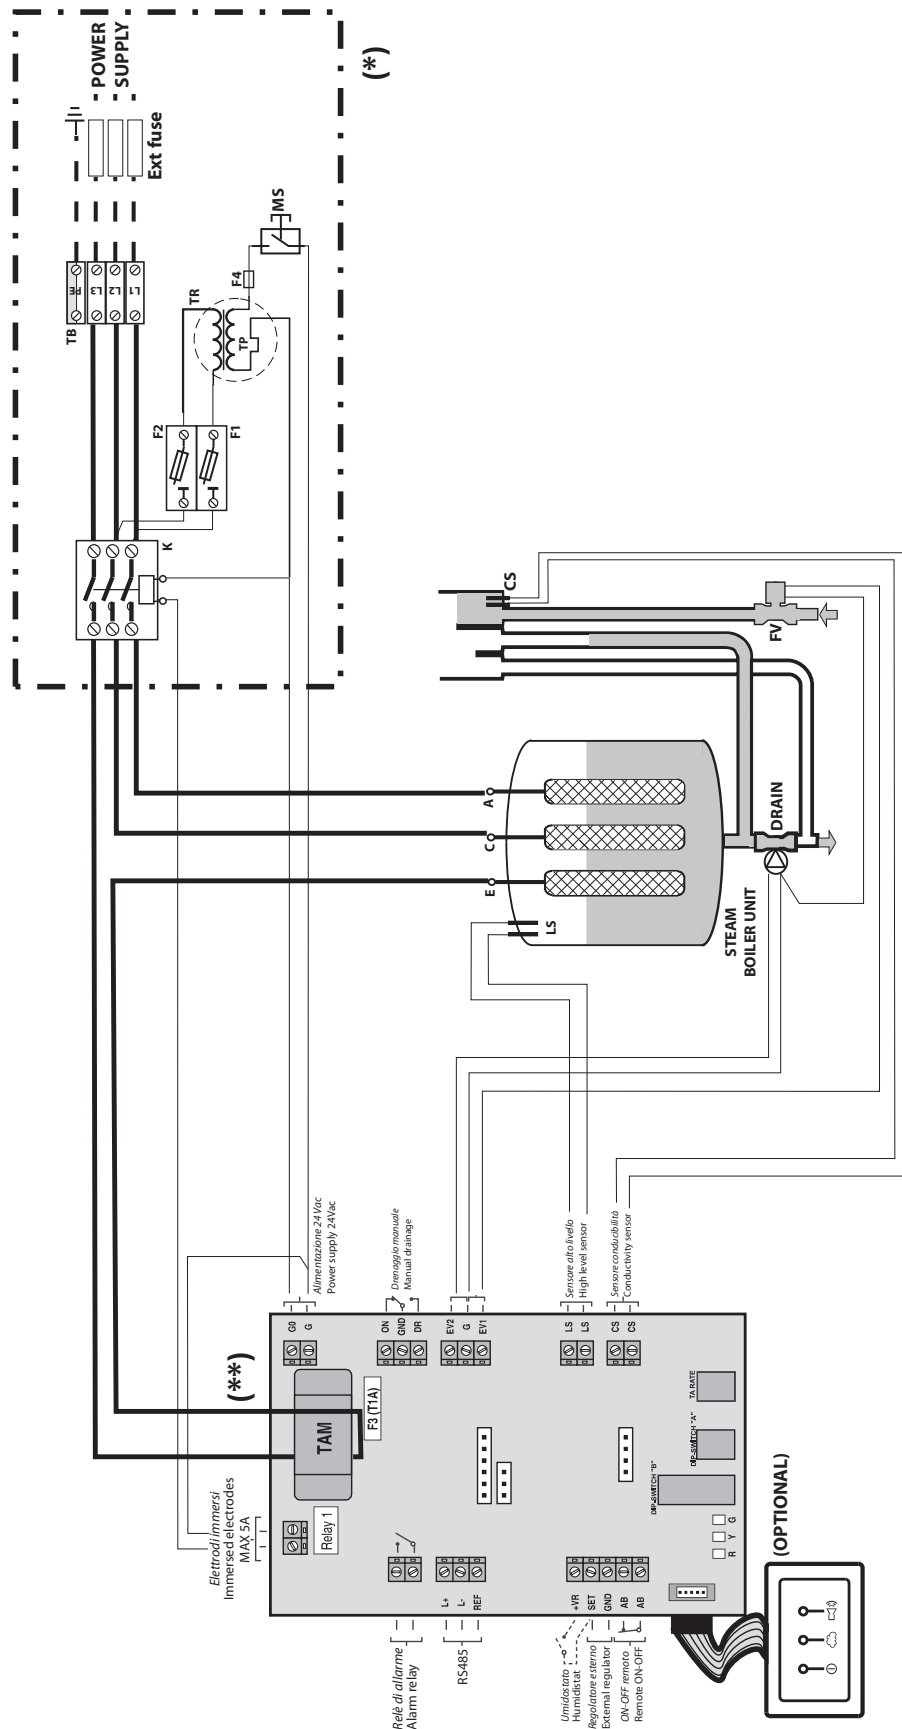 POWER
SUPPLY
(*)
Ext fuse
MS
F4
TB
PE
L3
L2
L1
TR
TP
F2
F1
K
CS
FV
A
C
E
LS
DRAIN
STEAM
BOILER UNIT
Alimentazione 24 Vac
Power supply 24Vac
Drenaggio manuale
Manual drainage
Sensore alto livello
High level sensor
Sensore conducibilità
Conductivity sensor
G0
G
ON
GND
DR
EV2
G
EV1
LS
LS
CS
CS
(**)
TAM
F3 (T1A)
TA RATE
DIP-SWITCH "A"
DIP-SWITCH "B"
Elettrodi immersi
Immersed electrodes
MAX 5A
Relay 1
R
Y
G
L+
L-
REF
+VR
SET
GND
AB
AB
Relè di allarme
Alarm relay
RS485
Umidostato
Humidistat
Regolatore esterno
External regulator
ON-OFF remoto
Remote ON-OFF
(OPTIONAL)